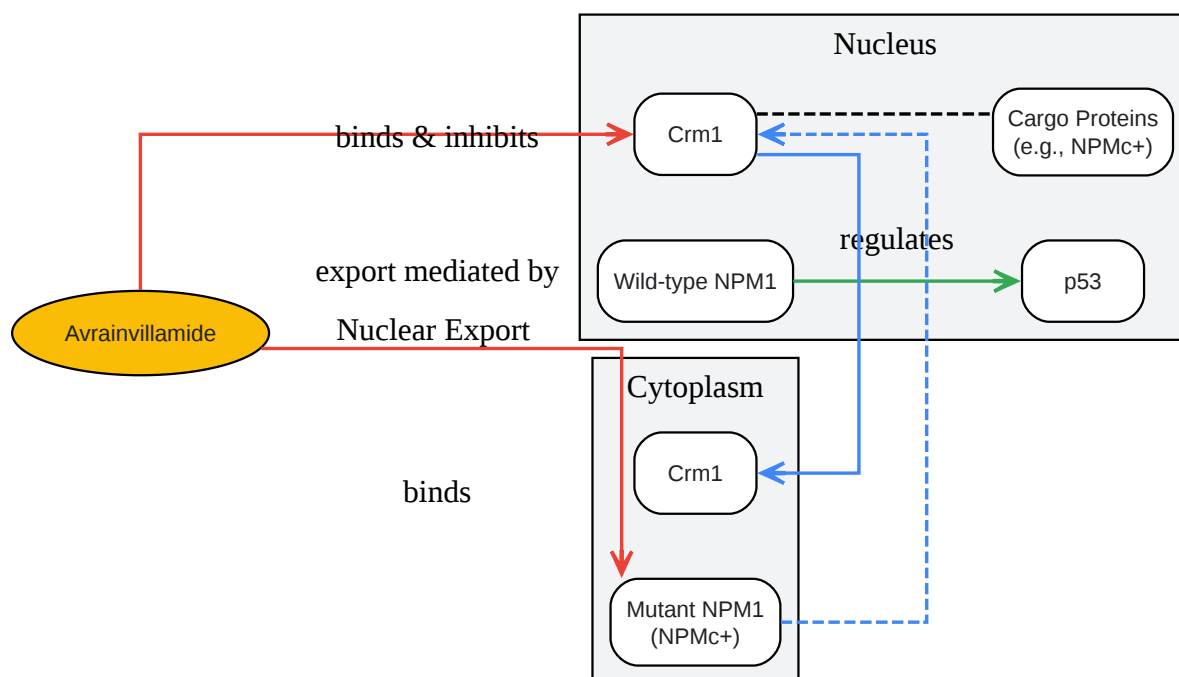 Nucleus
Crm1
Cargo Proteins
(e.g., NPMc+)
binds & inhibits
regulates
export mediated by
Wild-type NPM1
p53
Avrainvillamide
Nuclear Export
Cytoplasm
Crm1
binds
Mutant NPM1
(NPMc+)